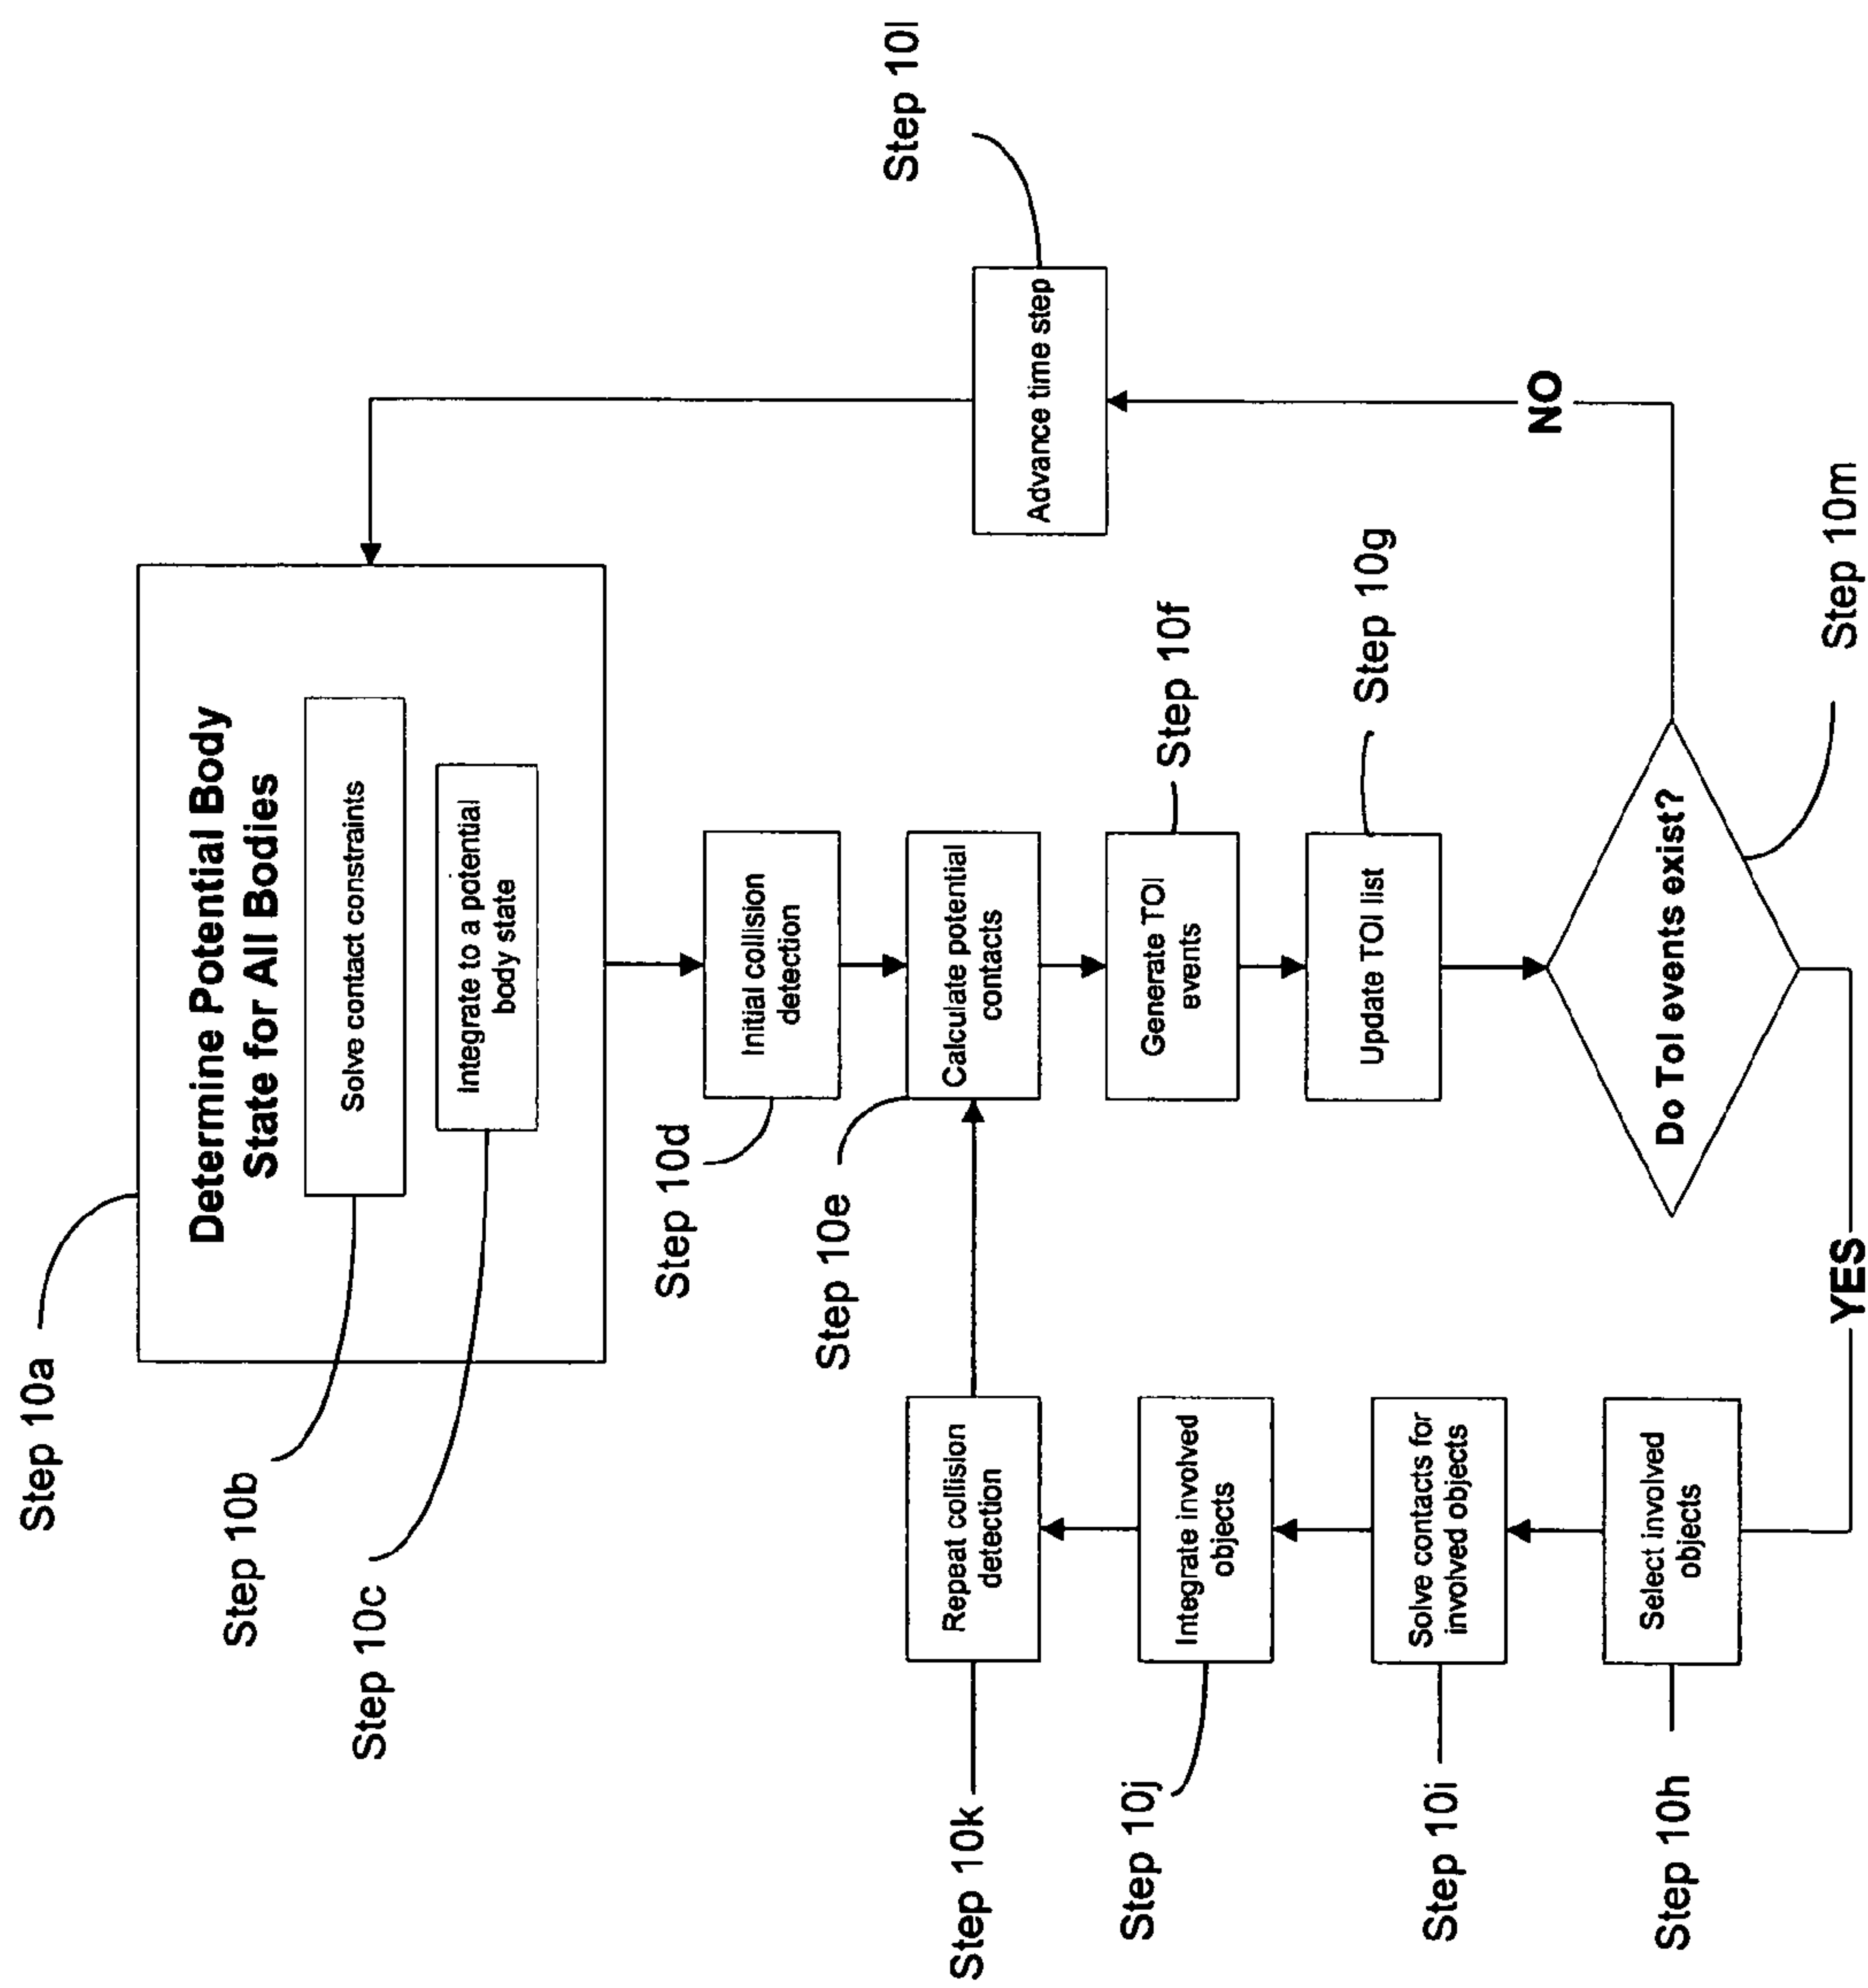 Step 10a
Determine Potential Body
State for All Bodies
Step 10b
Solve contact constraints
Step 10c
Integrate to a potential
body state
Step 10d
Initial collision
detection
Step 10e
Calculate potential
contacts
Step 10f
Generate TOI
events
Step 10g
Update TOI list
Do ToI events exist?
Step 10m
NO
Step 10l
Advance time step
YES
Step 10h
Select involved
objects
Step 10i
Solve contacts for
involved objects
Step 10j
Integrate involved
objects
Step 10k
Repeat collision
detection